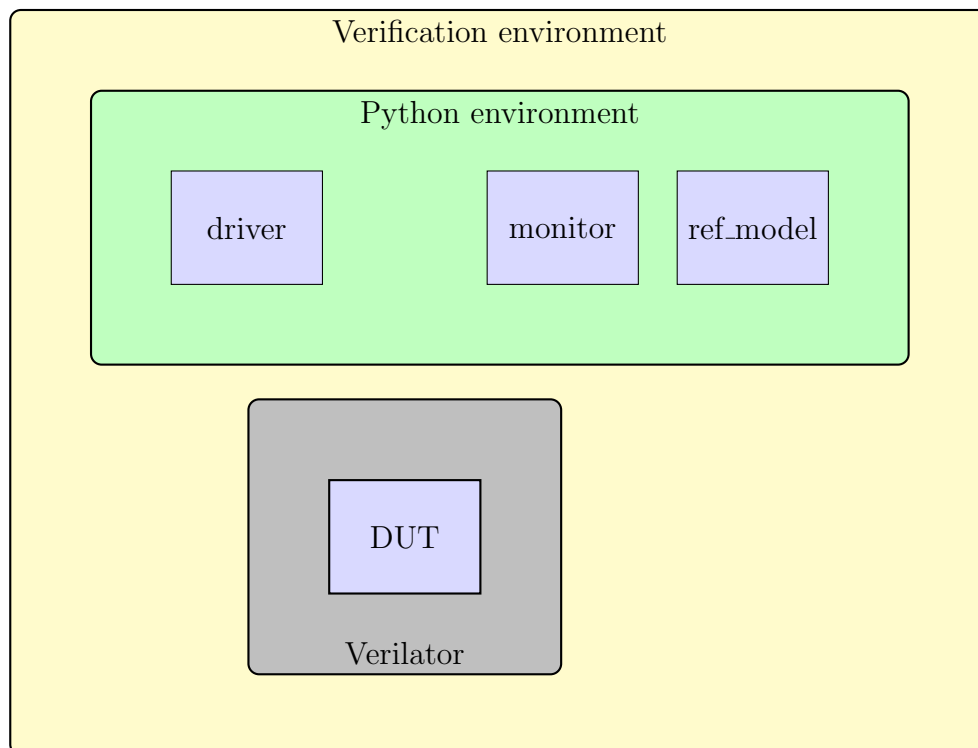 Verification environment
Python environment
driver
monitor
ref_model
DUT
Verilator